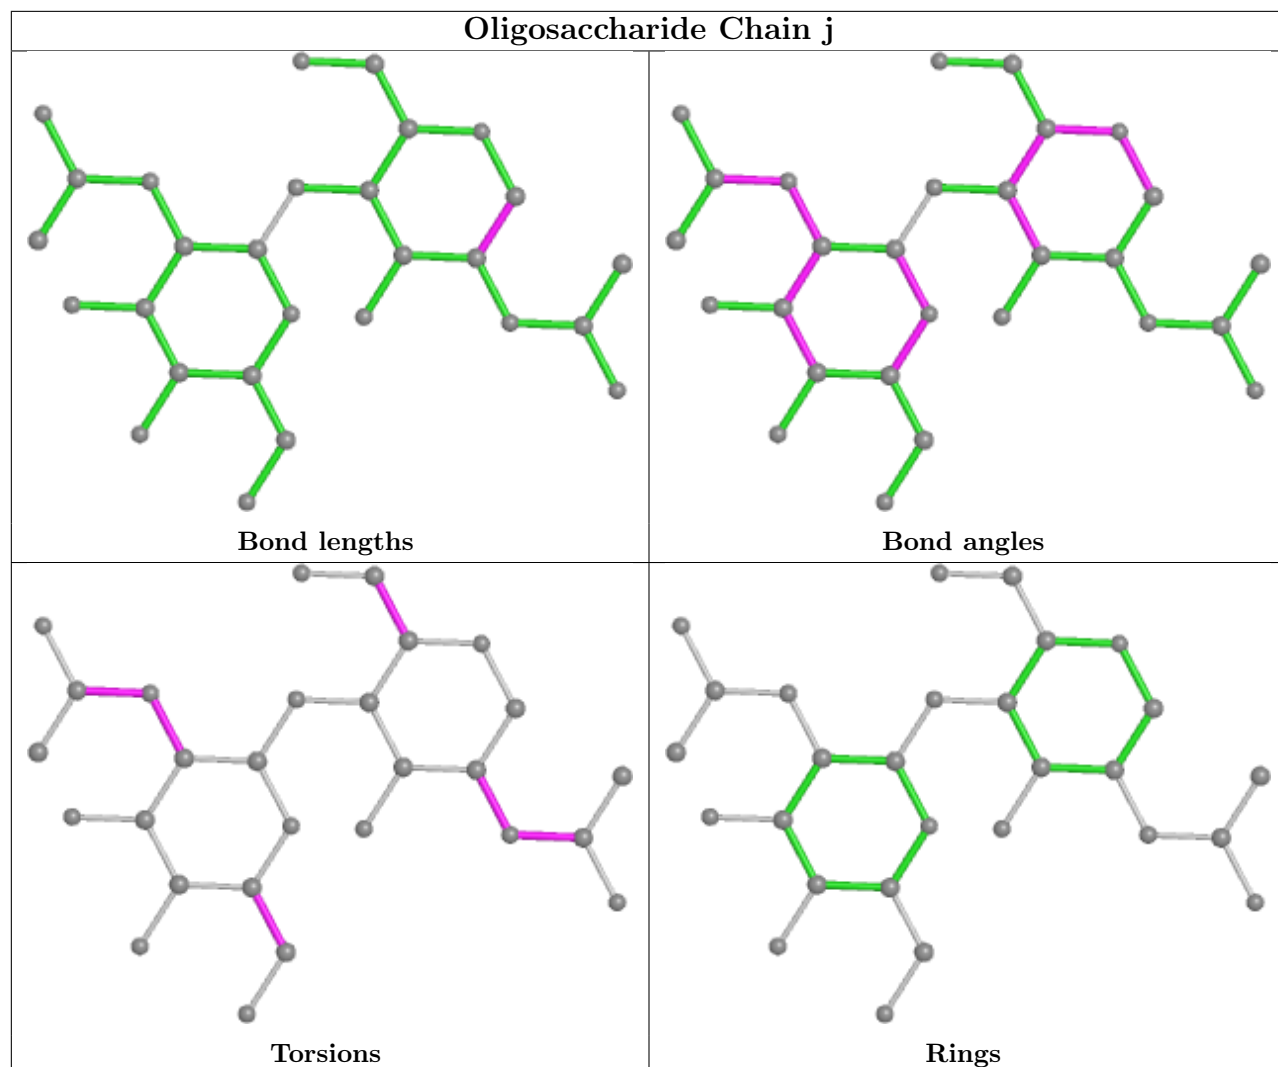 Oligosaccharide Chain j
Bond lengths
Bond angles
Torsions
Rings